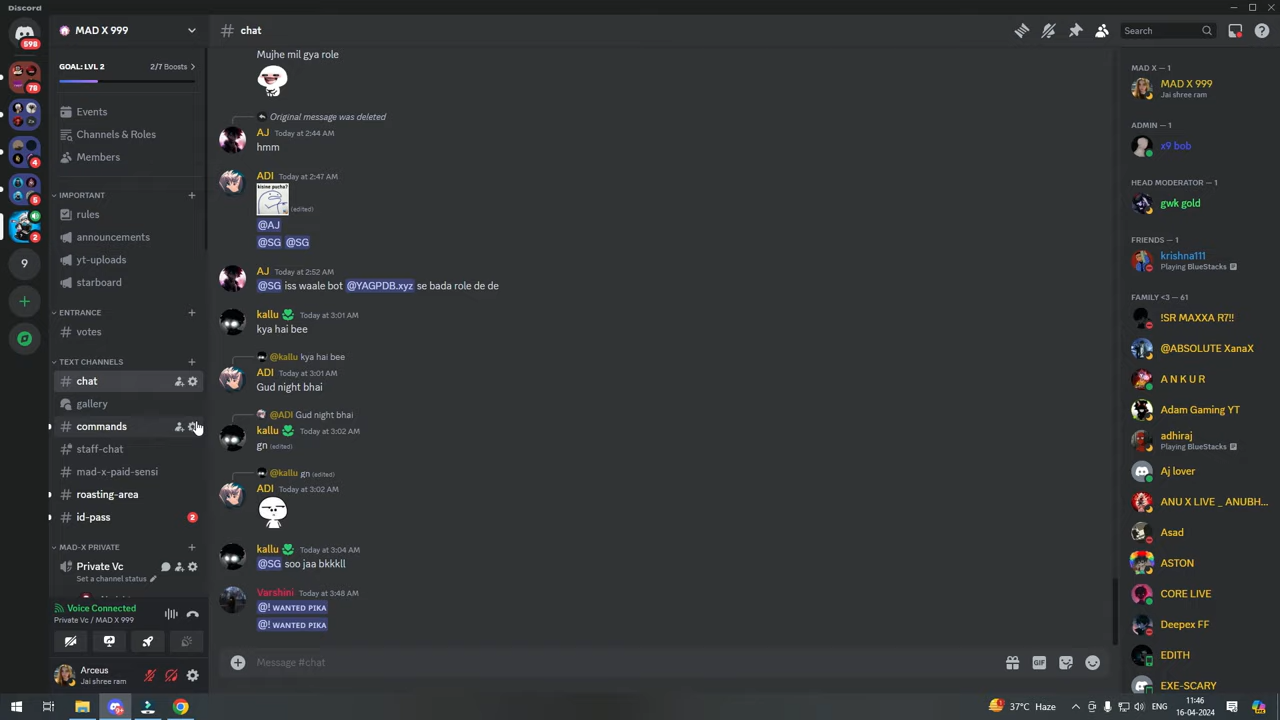 Discord
598
78
4
5
2
9
MAD X 999
GOAL: LVL 2
2/7 Boosts
Events
Channels & Roles
Members
IMPORTANT
rules
announcements
yt-uploads
starboard
ENTRANCE
votes
TEXT CHANNELS
chat
gallery
commands
staff-chat
mad-x-paid-sensi
roasting-area
id-pass
2
MAD-X PRIVATE
Private Vc
Set a channel status
Voice Connected
Private Vc / MAD X 999
Arceus
Jai shree ram
# chat
Search
Mujhe mil gya role
Original message was deleted
AJ Today at 2:44 AM
hmm
ADI Today at 2:47 AM
kisine pucha?
(edited)
@AJ
@SG @SG
AJ Today at 2:52 AM
@SG iss waale bot @YAGPDB.xyz se bada role de de
kallu Today at 3:01 AM
kya hai bee
@kallu kya hai bee
ADI Today at 3:01 AM
Gud night bhai
@ADI Gud night bhai
kallu Today at 3:02 AM
gn (edited)
@kallu gn (edited)
ADI Today at 3:02 AM
kallu Today at 3:04 AM
@SG soo jaa bkkkll
Varshini Today at 3:48 AM
@! WANTED PIKA
@! WANTED PIKA
Message #chat
GIF
MAD X — 1
MAD X 999
Jai shree ram
ADMIN — 1
x9 bob
HEAD MODERATOR — 1
gwk gold
FRIENDS — 1
krishna111
Playing BlueStacks
FAMILY <3 — 61
!SR MAXXA R7!!
@ABSOLUTE XanaX
A N K U R
Adam Gaming YT
adhiraj
Playing BlueStacks
Aj lover
ANU X LIVE _ ANUBH...
Asad
ASTON
CORE LIVE
Deepex FF
EDITH
EXE-SCARY
37°C Haze
ENG
11:46
16-04-2024